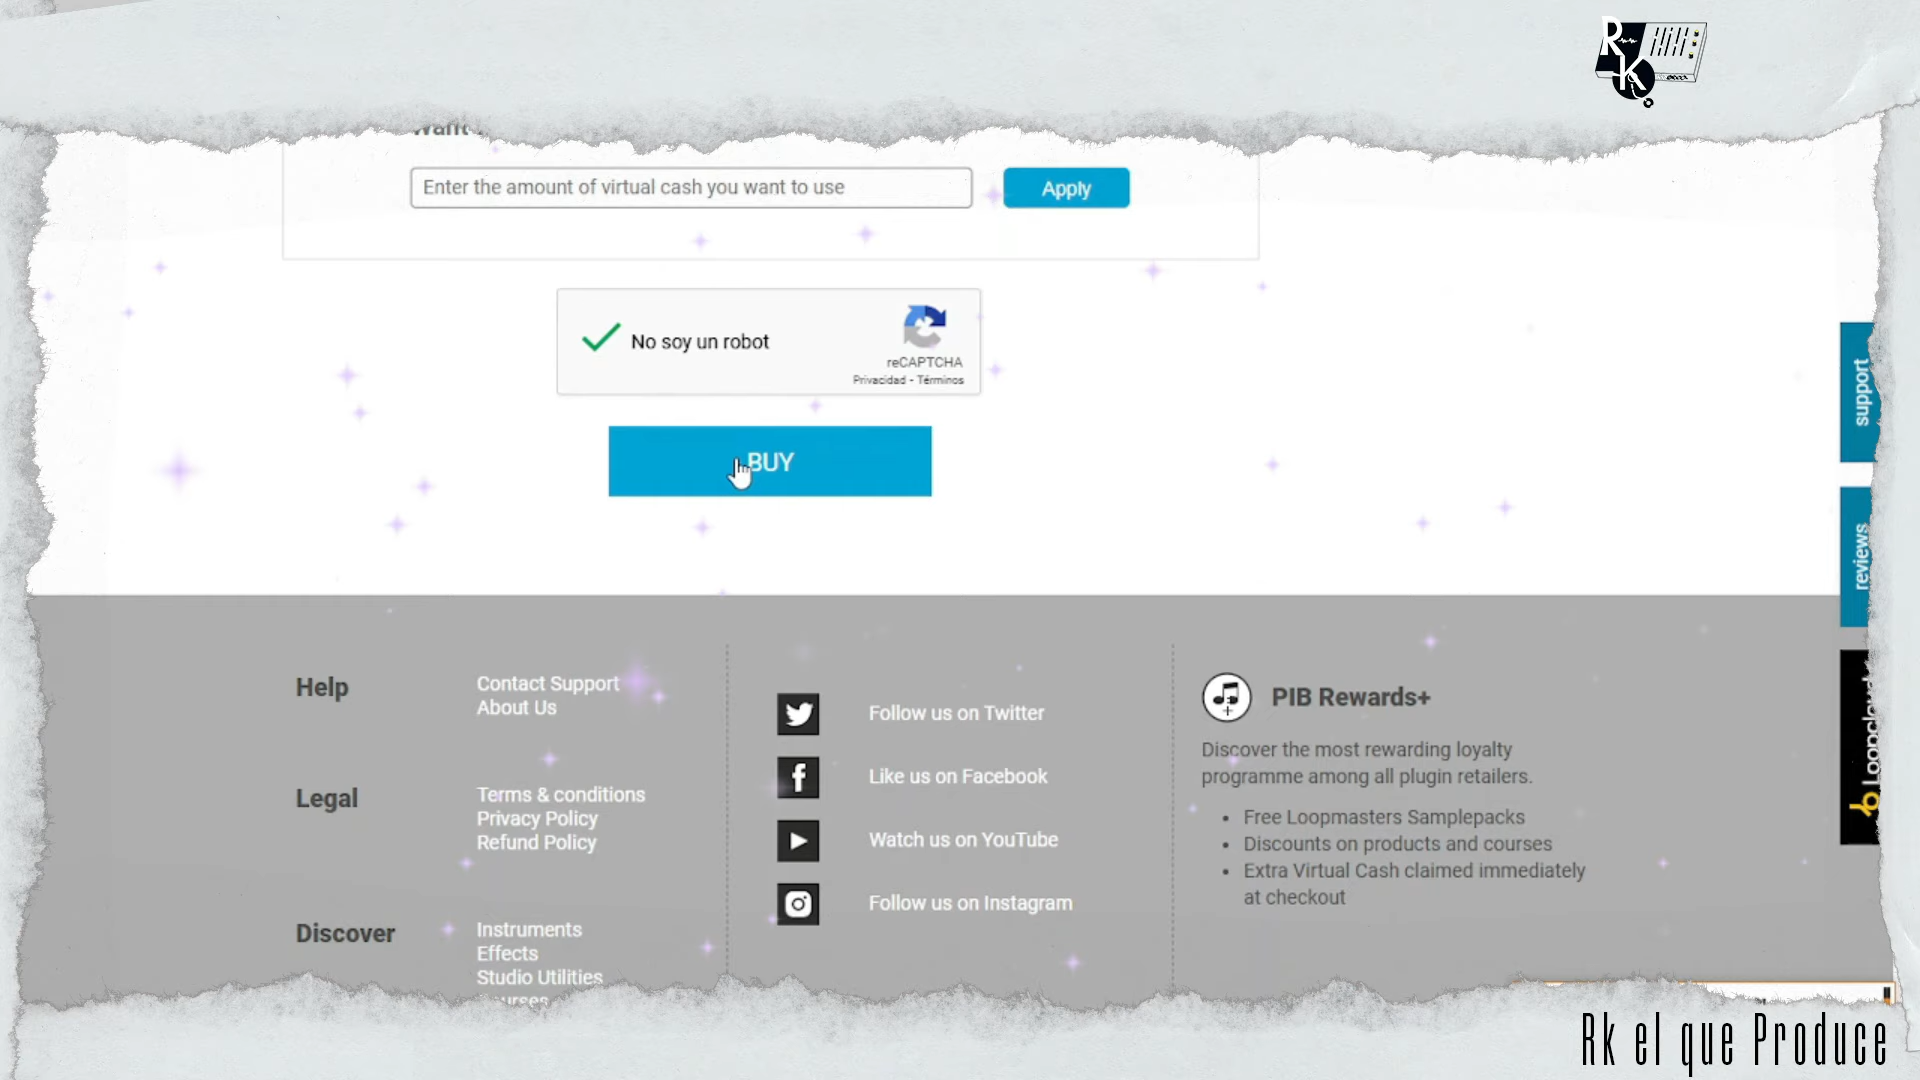 RK
Want
Enter the amount of virtual cash you want to use
Apply
No soy un robot
reCAPTCHA
Privacidad - Términos
BUY
support
reviews
Loopcloud
Help
Contact Support
About Us
Legal
Terms & conditions
Privacy Policy
Refund Policy
Discover
Instruments
Effects
Studio Utilities
Courses
Follow us on Twitter
Like us on Facebook
Watch us on YouTube
Follow us on Instagram
PIB Rewards+
Discover the most rewarding loyalty
programme among all plugin retailers.
• Free Loopmasters Samplepacks
• Discounts on products and courses
• Extra Virtual Cash claimed immediately
at checkout
Rk el que Produce